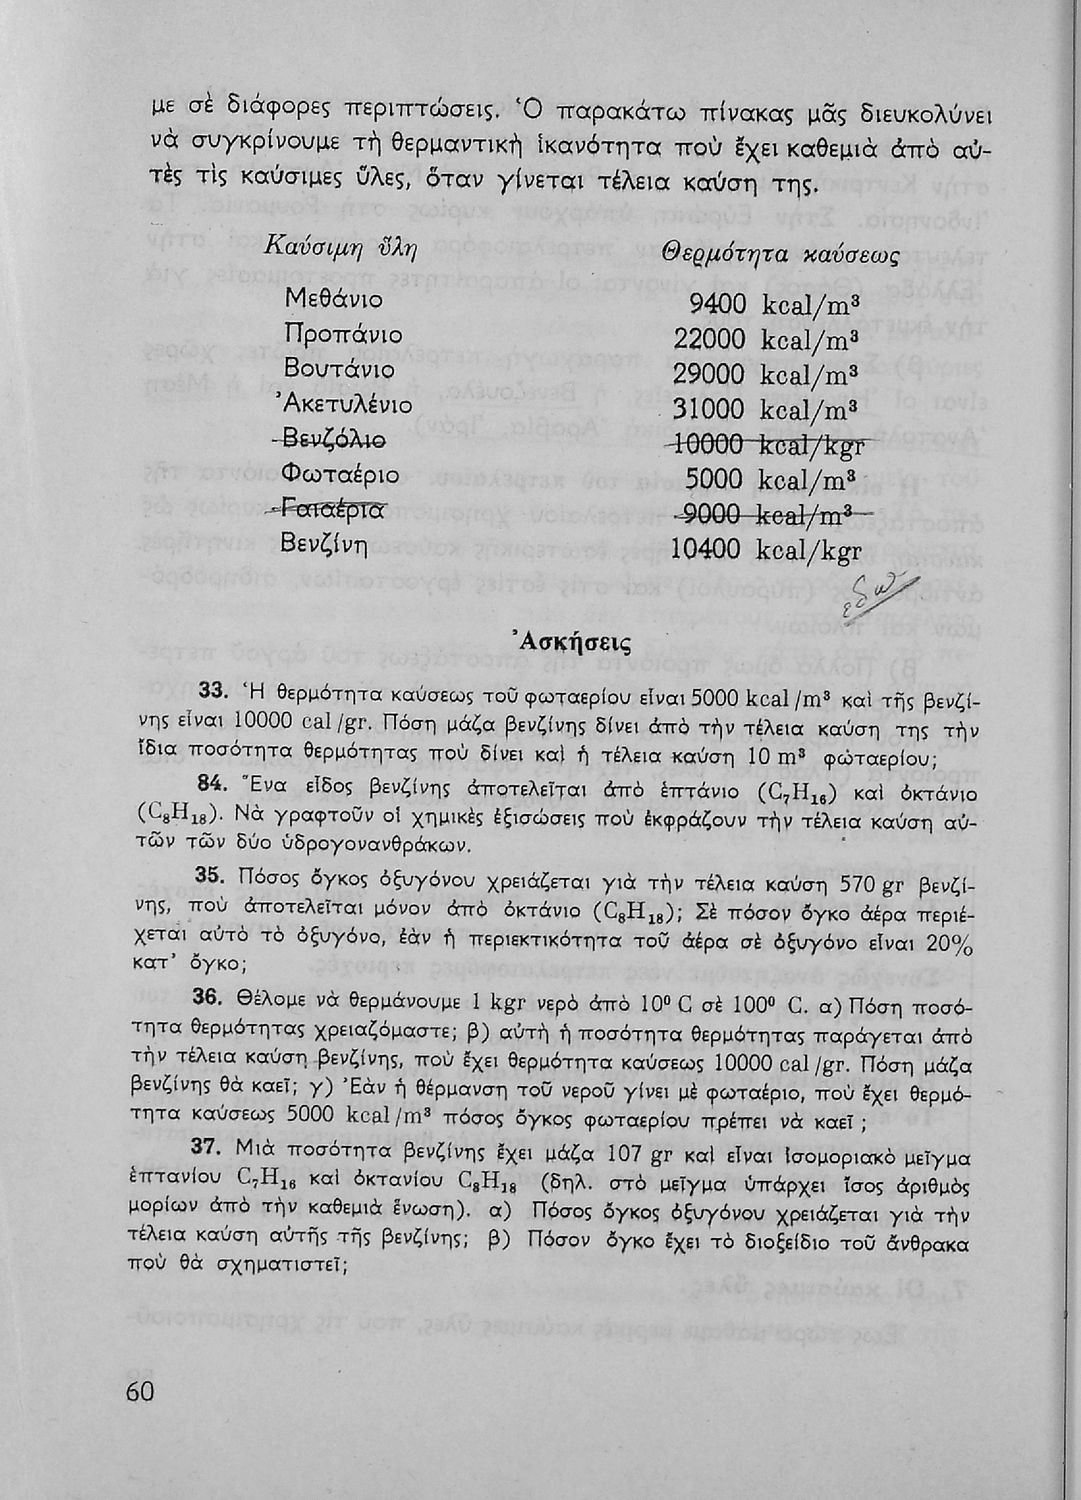 με σὲ διάφορες περιπτώσεις. Ὁ παρακάτω πίνακας μᾶς διευκολύνει
νὰ συγκρίνουμε τὴ θερμαντικὴ ἱκανότητα ποὺ ἔχει καθεμιὰ ἀπὸ αὐ-
τὲς τὶς καύσιμες ὗλες, ὅταν γίνεται τέλεια καύση της.
Καύσιμη ὕλη Θερμότητα καύσεως
Μεθάνιο 9400 kcal/m³
Προπάνιο 22000 kcal/m³
Βουτάνιο 29000 kcal/m³
Ἀκετυλένιο 31000 kcal/m³
Βενζόλιο 10000 kcal/kgr
Φωταέριο 5000 kcal/m³
Γαιαέρια 9000 kcal/m³
Βενζίνη 10400 kcal/kgr
ἐδῶ
Ἀσκήσεις
33. Ἡ θερμότητα καύσεως τοῦ φωταερίου εἶναι 5000 kcal/m³ καὶ τῆς βενζί-
νης εἶναι 10000 cal/gr. Πόση μάζα βενζίνης δίνει ἀπὸ τὴν τέλεια καύση της τὴν
ἴδια ποσότητα θερμότητας ποὺ δίνει καὶ ἡ τέλεια καύση 10 m³ φωταερίου;
84. Ἕνα εἶδος βενζίνης ἀποτελεῖται ἀπὸ ἑπτάνιο (C₇H₁₆) καὶ ὀκτάνιο
(C₈H₁₈). Νὰ γραφτοῦν οἱ χημικὲς ἐξισώσεις ποὺ ἐκφράζουν τὴν τέλεια καύση αὐ-
τῶν τῶν δύο ὑδρογονανθράκων.
35. Πόσος ὄγκος ὀξυγόνου χρειάζεται γιὰ τὴν τέλεια καύση 570 gr βενζί-
νης, ποὺ ἀποτελεῖται μόνον ἀπὸ ὀκτάνιο (C₈H₁₈); Σὲ πόσον ὄγκο ἀέρα περιέ-
χεται αὐτὸ τὸ ὀξυγόνο, ἐὰν ἡ περιεκτικότητα τοῦ ἀέρα σὲ ὀξυγόνο εἶναι 20%
κατ' ὄγκο;
36. Θέλομε νὰ θερμάνουμε 1 kgr νερὸ ἀπὸ 10⁰ C σὲ 100⁰ C. α) Πόση ποσό-
τητα θερμότητας χρειαζόμαστε; β) αὐτὴ ἡ ποσότητα θερμότητας παράγεται ἀπὸ
τὴν τέλεια καύση βενζίνης, ποὺ ἔχει θερμότητα καύσεως 10000 cal/gr. Πόση μάζα
βενζίνης θὰ καεῖ; γ) Ἐὰν ἡ θέρμανση τοῦ νεροῦ γίνει μὲ φωταέριο, ποὺ ἔχει θερμό-
τητα καύσεως 5000 kcal/m³ πόσος ὄγκος φωταερίου πρέπει νὰ καεῖ ;
37. Μιὰ ποσότητα βενζίνης ἔχει μάζα 107 gr καὶ εἶναι ἰσομοριακὸ μεῖγμα
ἑπτανίου C₇H₁₆ καὶ ὀκτανίου C₈H₁₈ (δηλ. στὸ μεῖγμα ὑπάρχει ἴσος ἀριθμὸς
μορίων ἀπὸ τὴν καθεμιὰ ἕνωση). α) Πόσος ὄγκος ὀξυγόνου χρειάζεται γιὰ τὴν
τέλεια καύση αὐτῆς τῆς βενζίνης; β) Πόσον ὄγκο ἔχει τὸ διοξείδιο τοῦ ἄνθρακα
ποὺ θὰ σχηματιστεῖ;
60